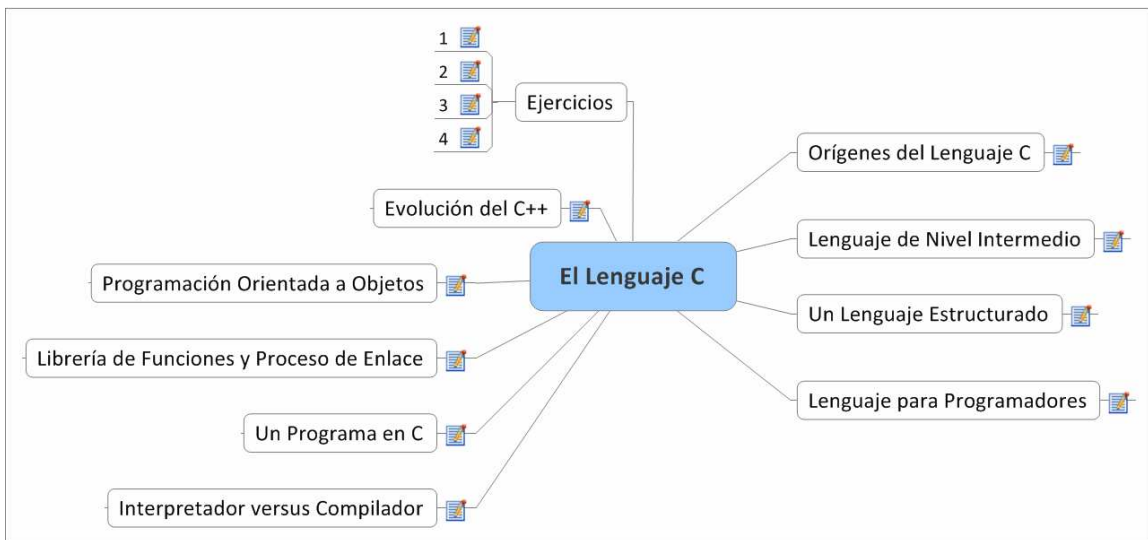 El Lenguaje C
Orígenes del Lenguaje C
Lenguaje de Nivel Intermedio
Un Lenguaje Estructurado
Lenguaje para Programadores
Interpretador versus Compilador
Un Programa en C
Librería de Funciones y Proceso de Enlace
Programación Orientada a Objetos
Evolución del C++
Ejercicios
1
2
3
4